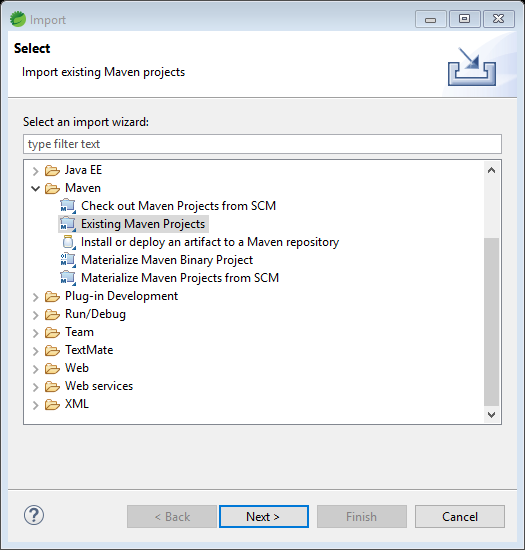 Import
Select
Import existing Maven projects
Select an import wizard:
type filter text
Java EE
Maven
Check out Maven Projects from SCM
Existing Maven Projects
Install or deploy an artifact to a Maven repository
Materialize Maven Binary Project
Materialize Maven Projects from SCM
Plug-in Development
Run/Debug
Team
TextMate
Web
Web services
XML
< Back
Next >
Finish
Cancel